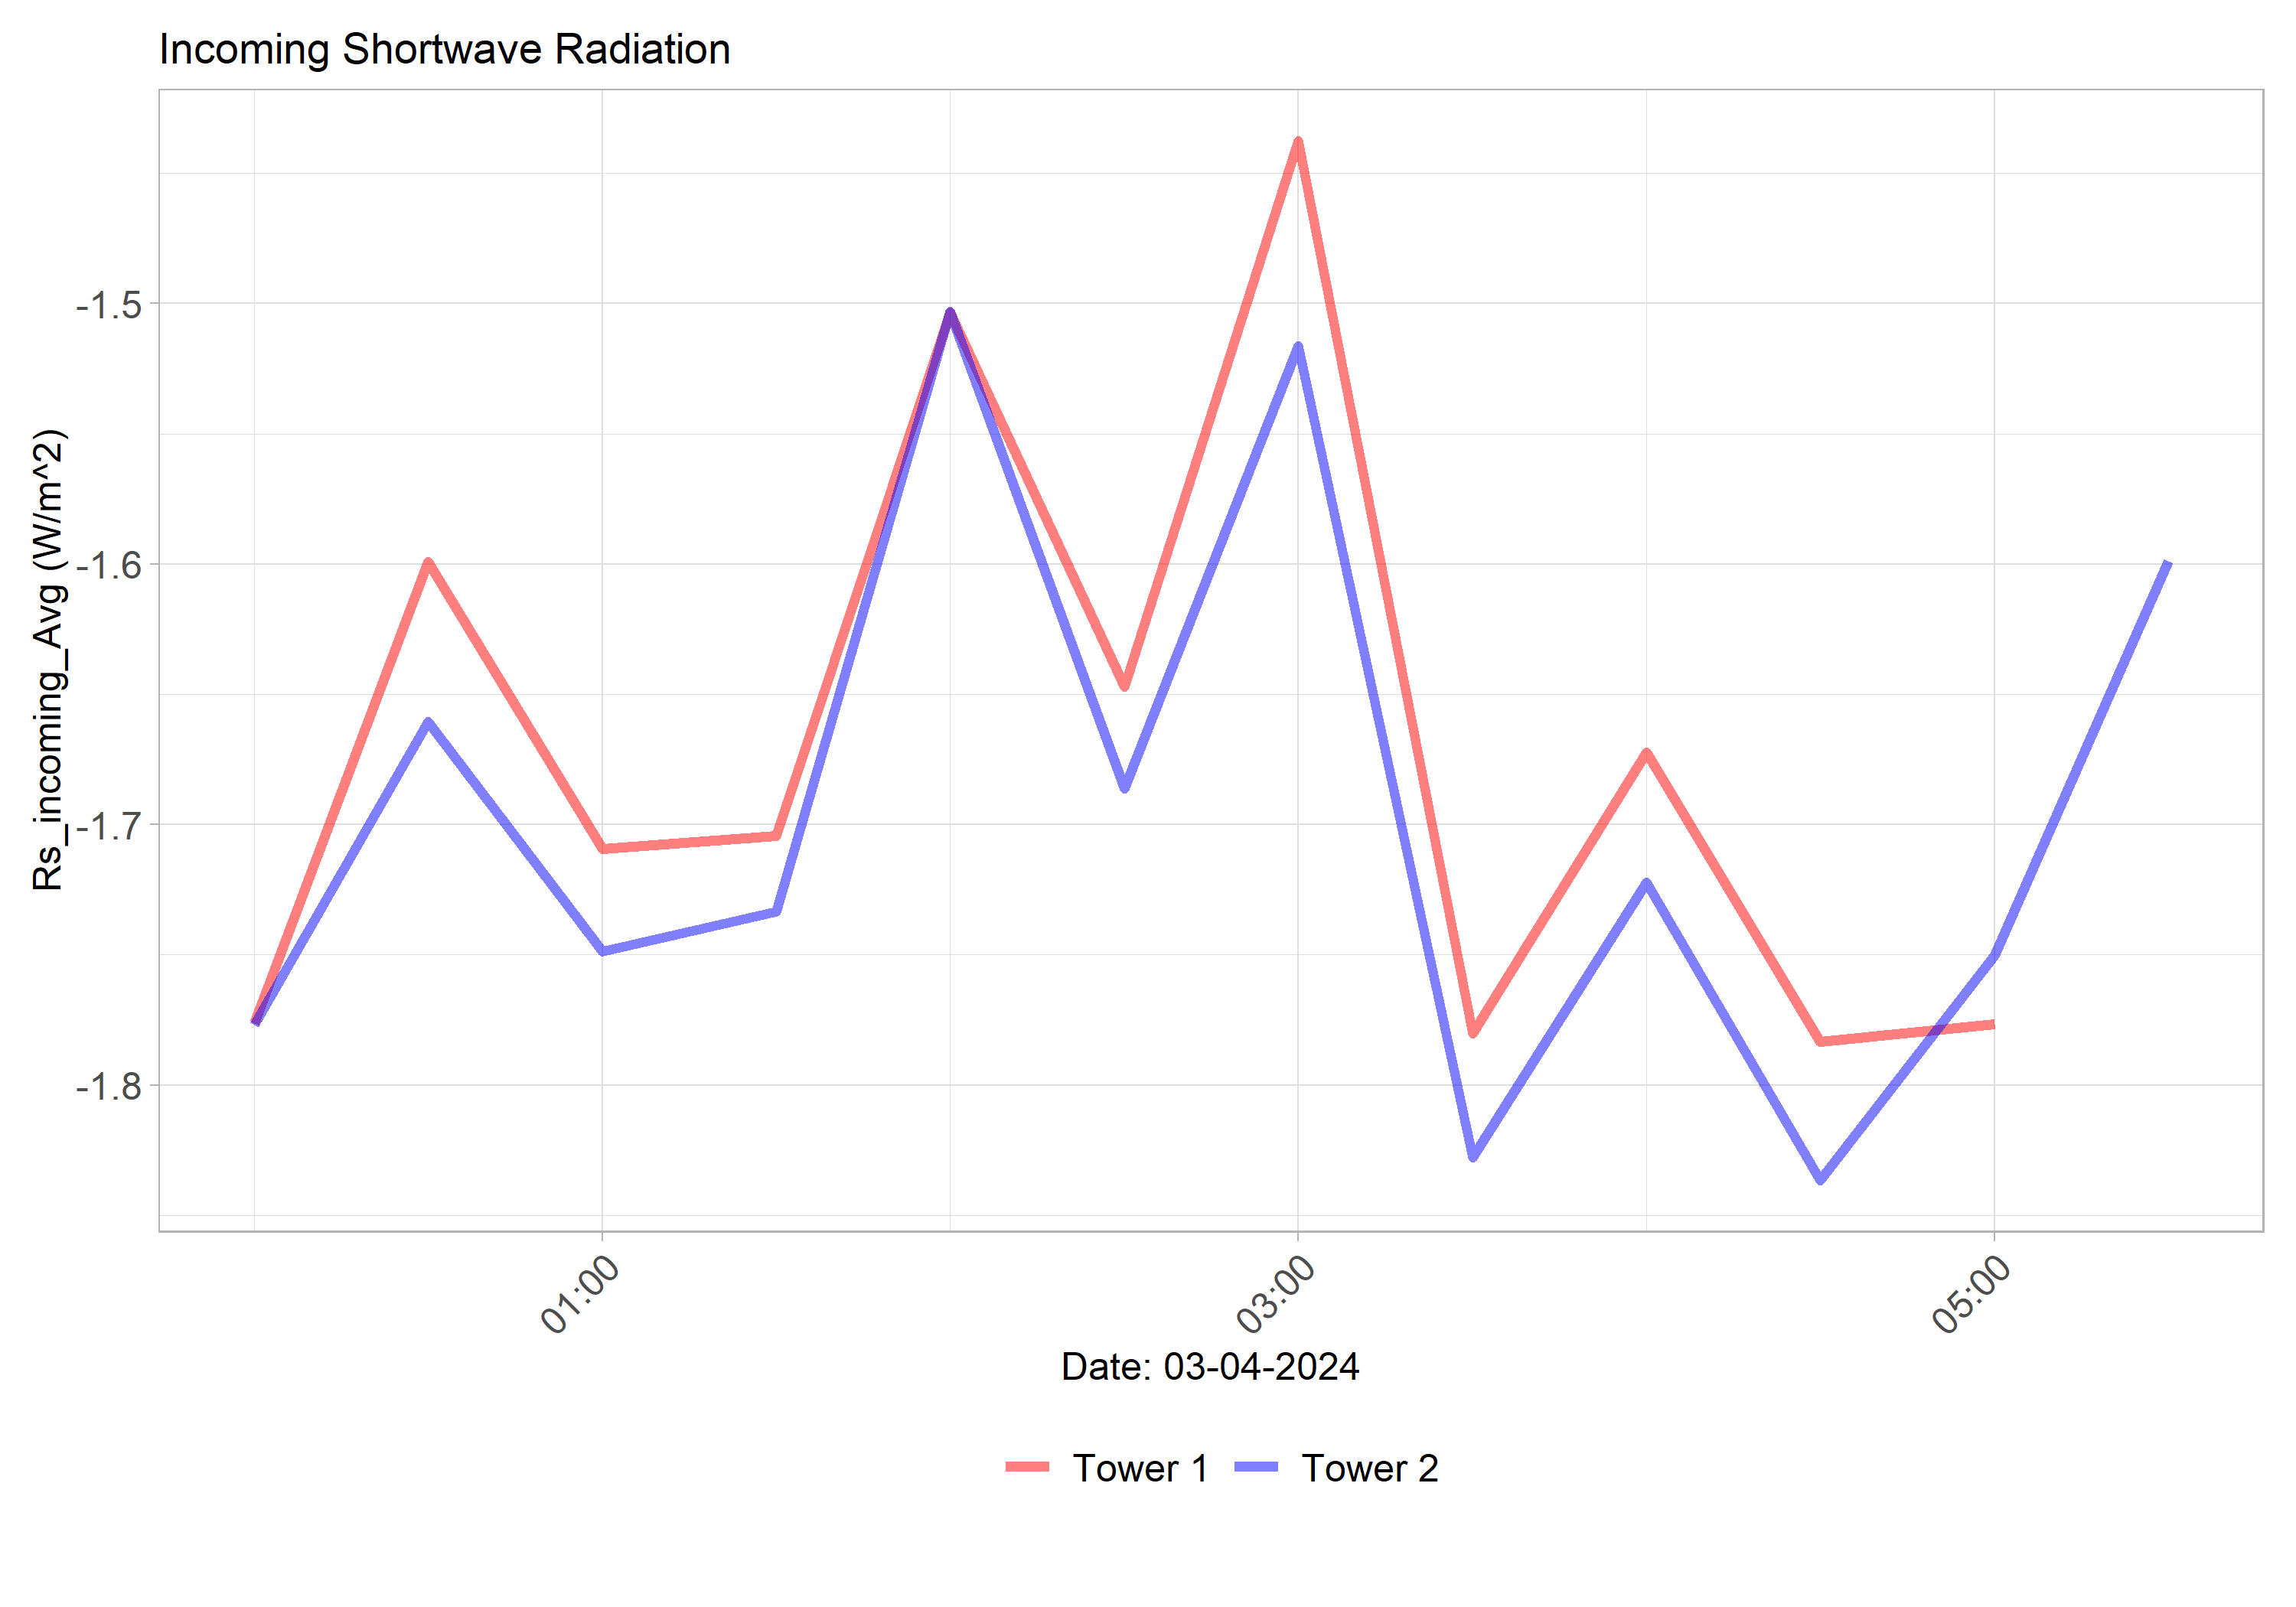 Incoming Shortwave Radiation
Rs_incoming_Avg (W/m^2)
-1.5
-1.6
-1.7
-1.8
01:00
03:00
05:00
Date: 03-04-2024
Tower 1
Tower 2